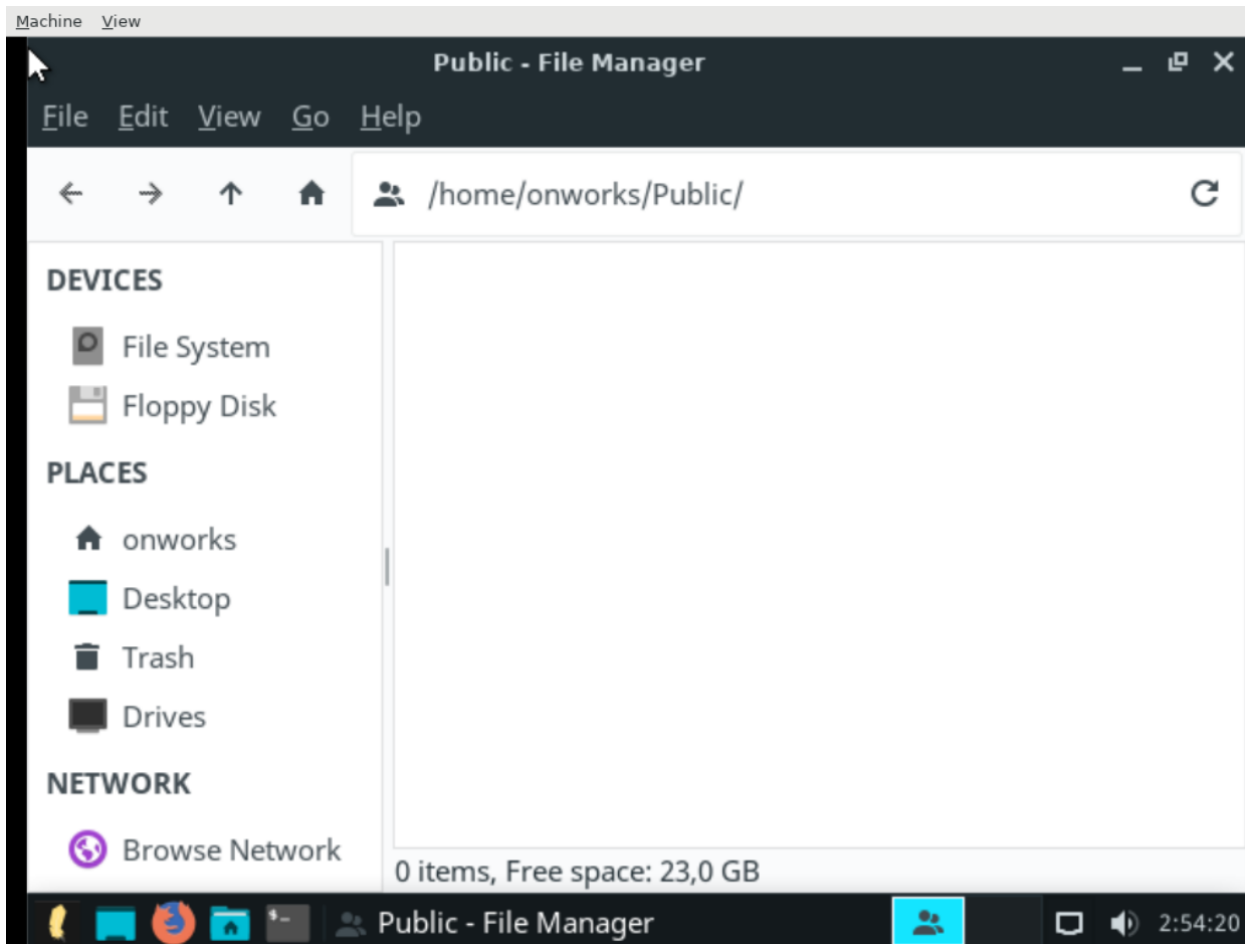 Machine View
Public - File Manager
File Edit View Go Help
/home/onworks/Public/
DEVICES
File System
Floppy Disk
PLACES
onworks
Desktop
Trash
Drives
NETWORK
Browse Network
0 items, Free space: 23,0 GB
Public - File Manager 2:54:20